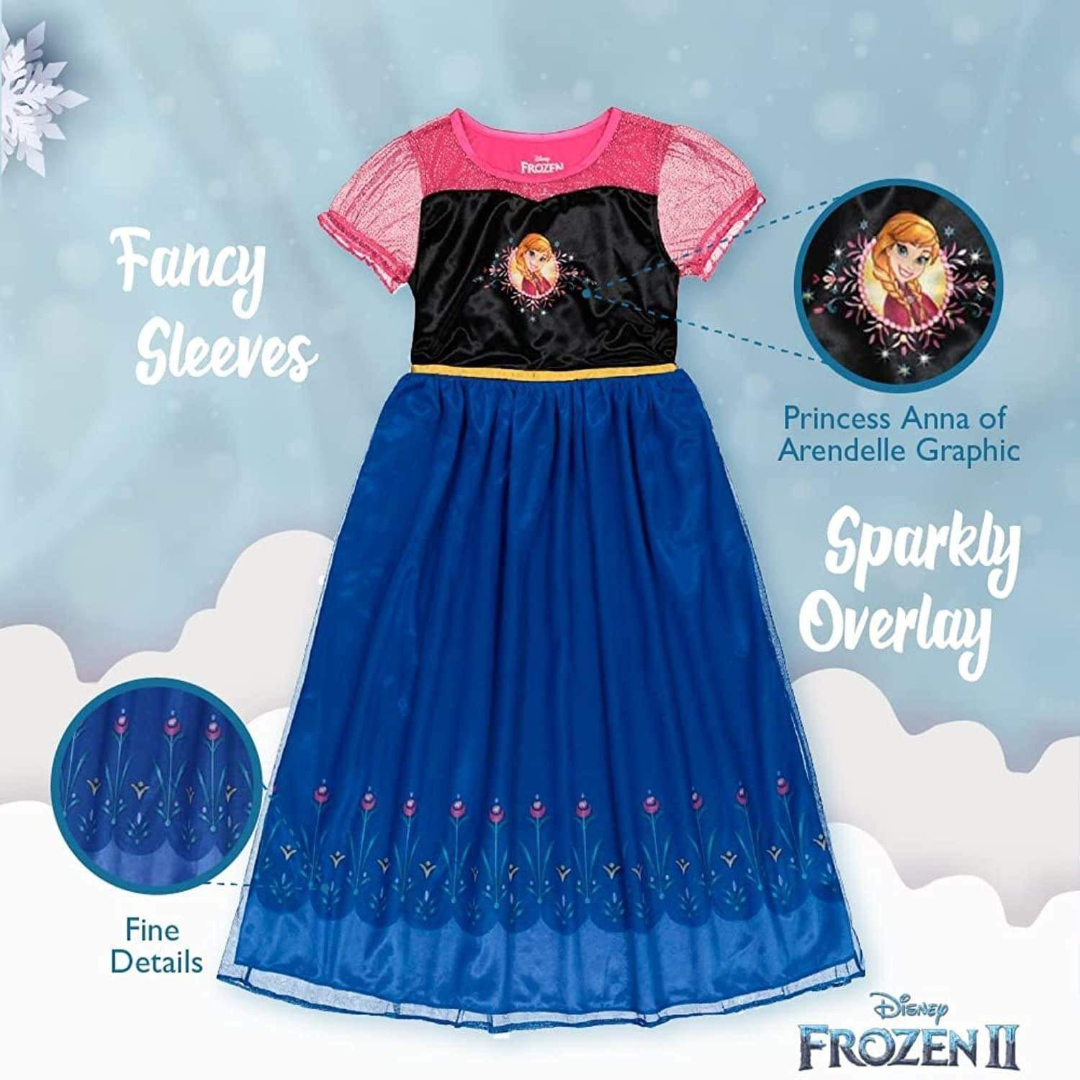 Disney
FROZEN
Fancy
Sleeves
Princess Anna of
Arendelle Graphic
Sparkly
Overlay
Fine
Details
Disney
FROZEN II